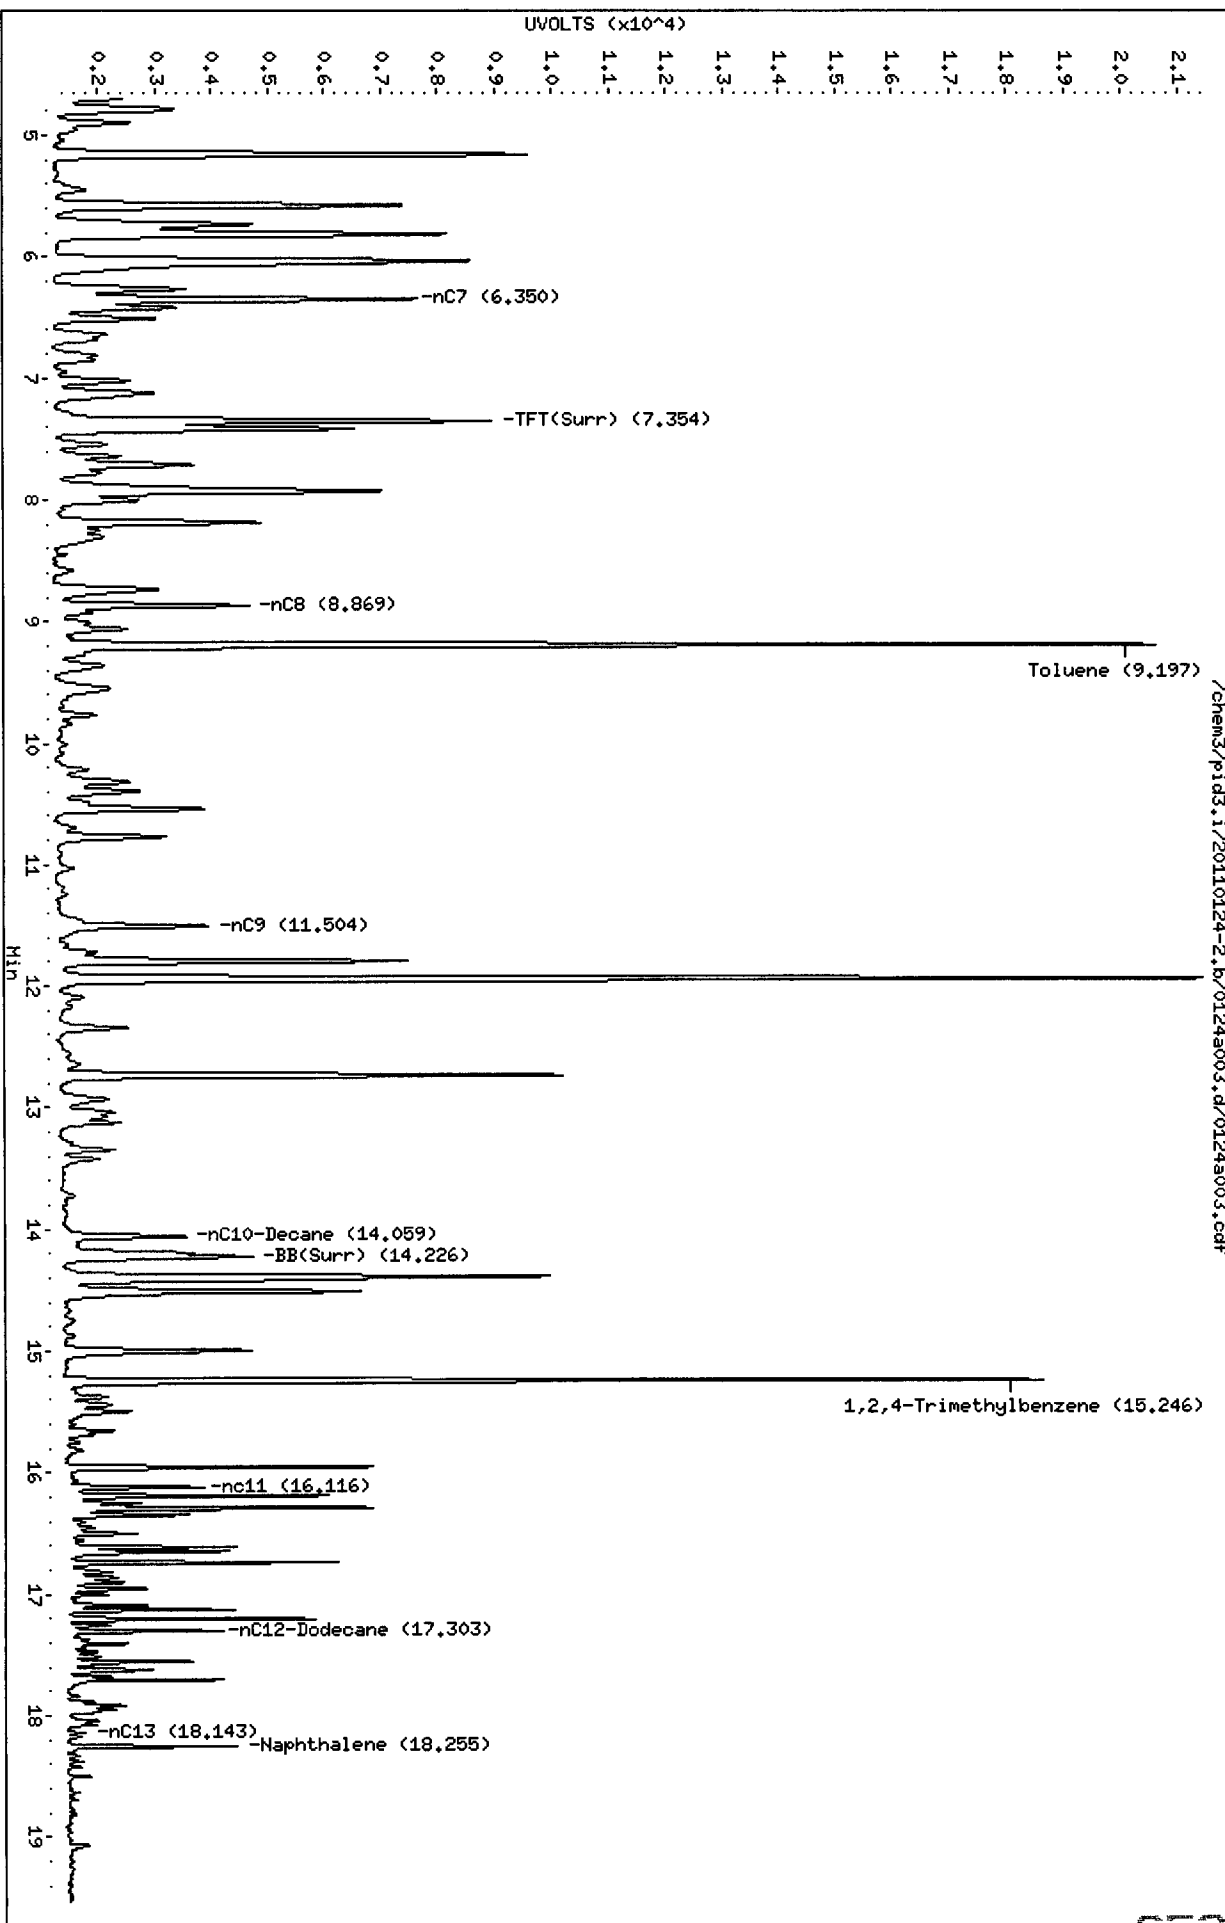 UVOLTS (x10^4)
0.2
0.3
0.4
0.5
0.6
0.7
0.8
0.9
1.0
1.1
1.2
1.3
1.4
1.5
1.6
1.7
1.8
1.9
2.0
2.1
/chem3/pid3.i/20110124-2.b/0124a003.d/0124a003.cdf
5
6
-nC7 (6.350)
7
-TFT(Surr) (7.354)
8
-nC8 (8.869)
9
Toluene (9.197)
10
11
-nC9 (11.504)
Min
12
13
14
-nC10-Decane (14.059)
-BB(Surr) (14.226)
15
1,2,4-Trimethylbenzene (15.246)
16
-nc11 (16.116)
17
-nC12-Dodecane (17.303)
18
-nC13 (18.143)
-Naphthalene (18.255)
19